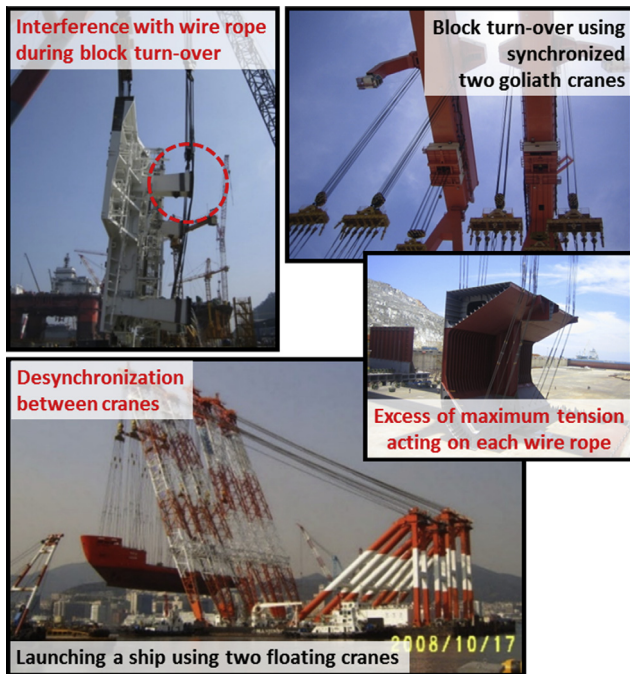 Interference with wire rope
during block turn-over
Block turn-over using
synchronized
two goliath cranes
Excess of maximum tension
acting on each wire rope
Desynchronization
between cranes
2008/10/17
Launching a ship using two floating cranes